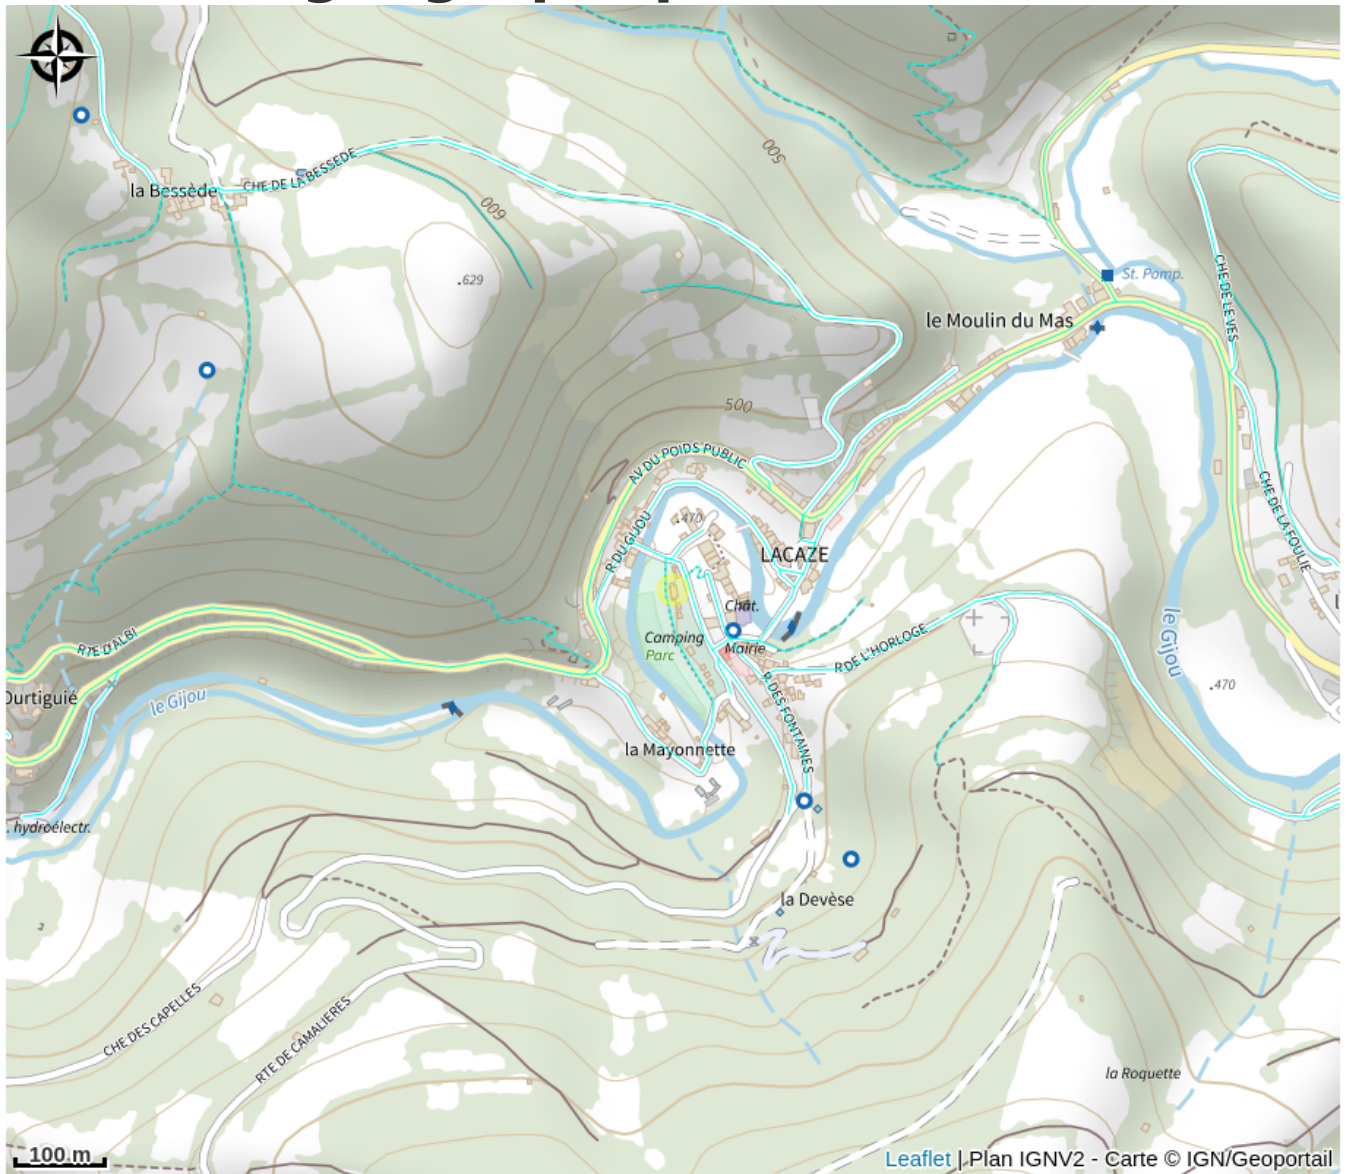 500
CHE DE LA BESSEDE
la Bessède
600
CHE DE LE VES
St. Pomp.
.629
le Moulin du Mas
500
AV DU POIDS PUBLIC
CHE DE LA FOULIE
.470
R DU GIJOU
LACAZE
Chât.
le Gijou
RTE D'ALBI
Camping
Parc
Mairie
R DE L'HORLOGE
Ourtiguié
le Gijou
R DES FONTAINES
.470
la Mayonnette
. hydroélectr.
la Devèse
CHE DES CAPELLES
RTE DE CAMALIERES
la Roquette
100 m
Leaflet | Plan IGNV2 - Carte © IGN/Geoportail